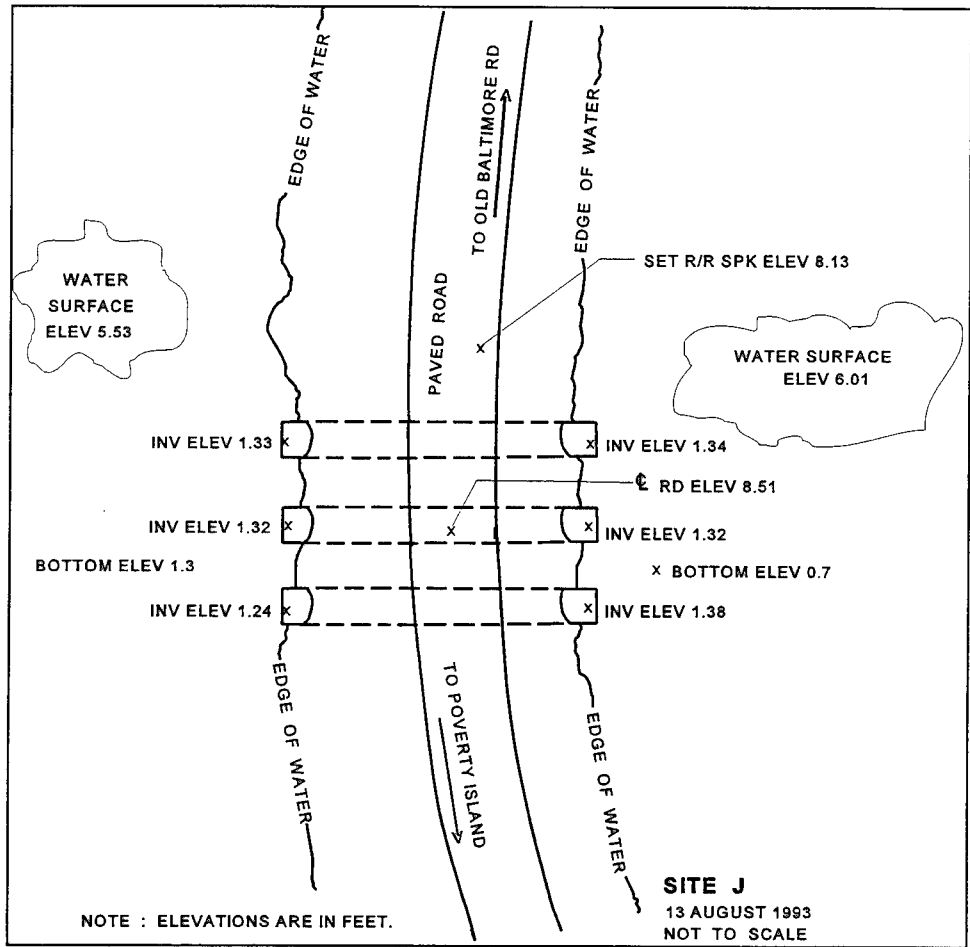 EDGE OF WATER
TO OLD BALTIMORE RD
EDGE OF WATER
SET R/R SPK ELEV 8.13
WATER
SURFACE
ELEV 5.53
PAVED ROAD
WATER SURFACE
ELEV 6.01
INV ELEV 1.33
INV ELEV 1.34
℄ RD ELEV 8.51
INV ELEV 1.32
INV ELEV 1.32
BOTTOM ELEV 1.3
x BOTTOM ELEV 0.7
INV ELEV 1.24
INV ELEV 1.38
EDGE OF WATER
TO POVERTY ISLAND
EDGE OF WATER
SITE J
13 AUGUST 1993
NOT TO SCALE
NOTE : ELEVATIONS ARE IN FEET.